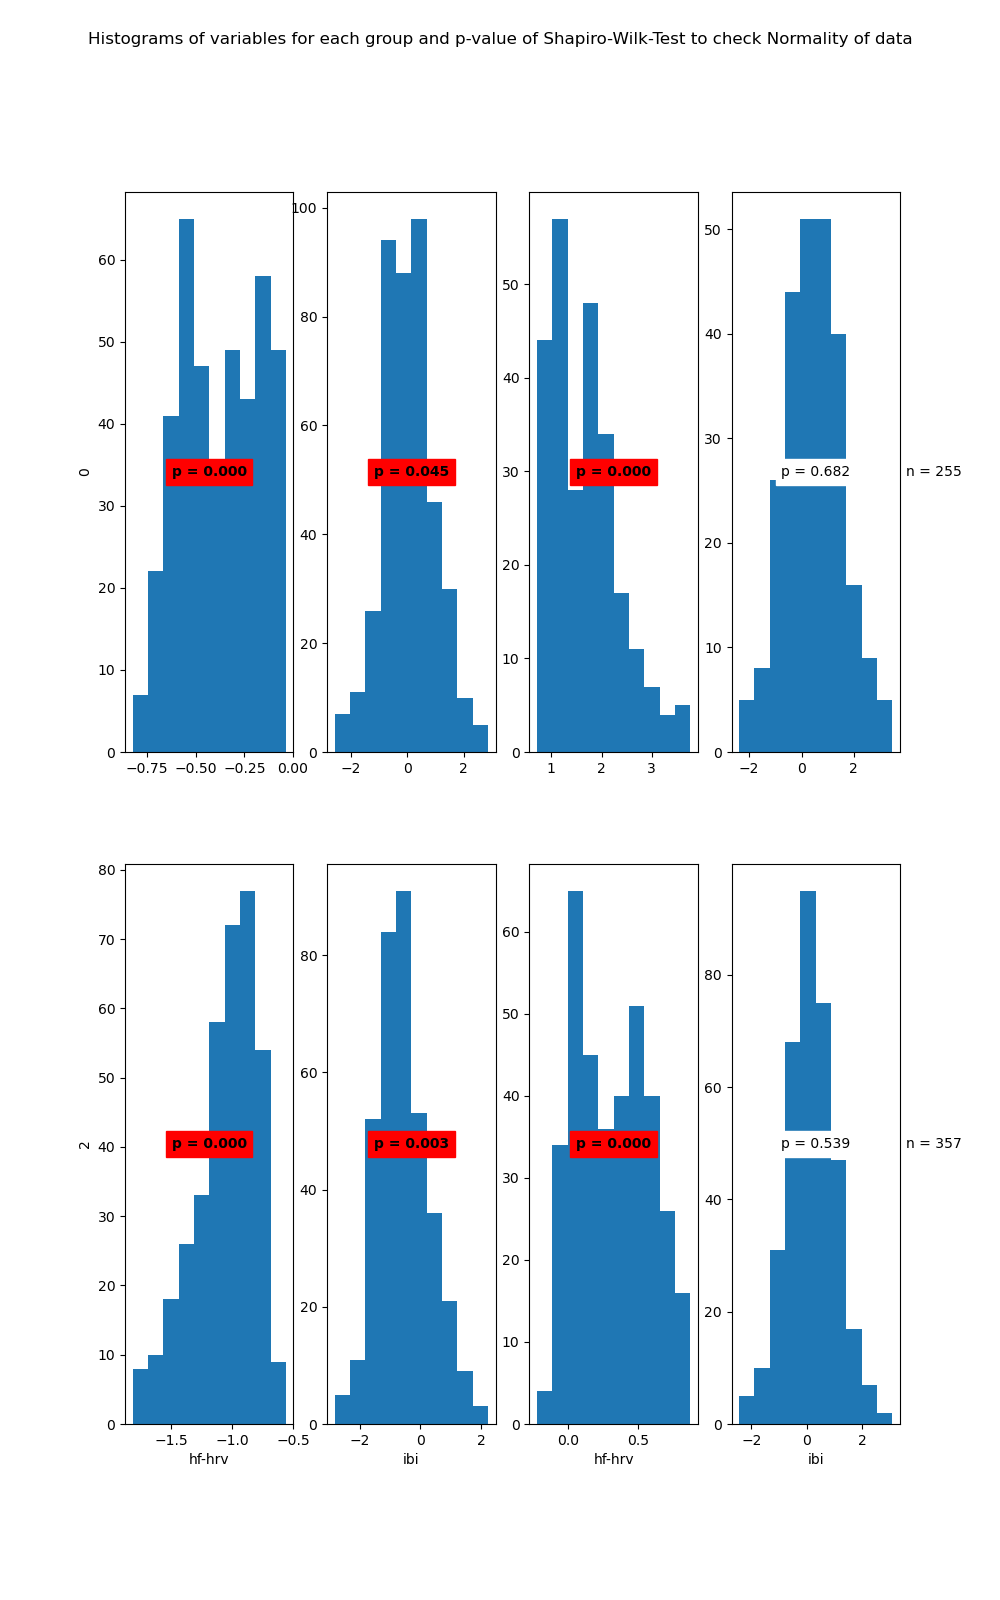 Histograms of variables for each group and p-value of Shapiro-Wilk-Test to check Normality of data
60
50
40
30
20
10
0
0
p = 0.000
−0.75 −0.50 −0.25 0.00
100
80
60
40
20
0
p = 0.045
−2 0 2
50
40
30
20
10
0
p = 0.000
1 2 3
50
40
30
20
10
0
p = 0.682
n = 255
−2 0 2
80
70
60
50
40
30
20
10
0
2
p = 0.000
−1.5 −1.0 −0.5
hf-hrv
80
60
40
20
0
p = 0.003
−2 0 2
ibi
60
50
40
30
20
10
0
p = 0.000
0.0 0.5
hf-hrv
80
60
40
20
0
p = 0.539
n = 357
−2 0 2
ibi